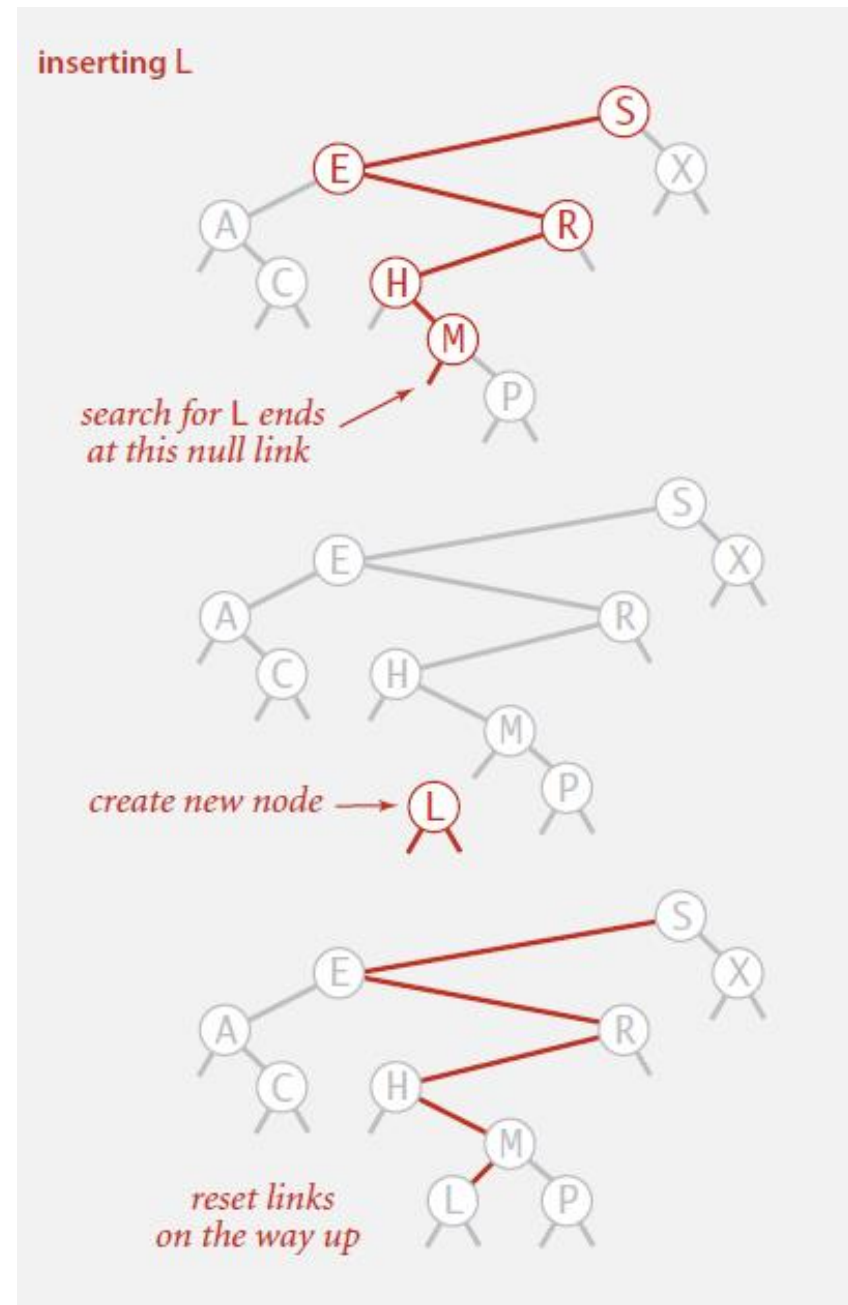 inserting L
S
E
X
A
R
C
H
M
P
search for L ends
at this null link
S
E
X
A
R
C
H
M
P
create new node
L
S
E
X
A
R
C
H
M
L
P
reset links
on the way up